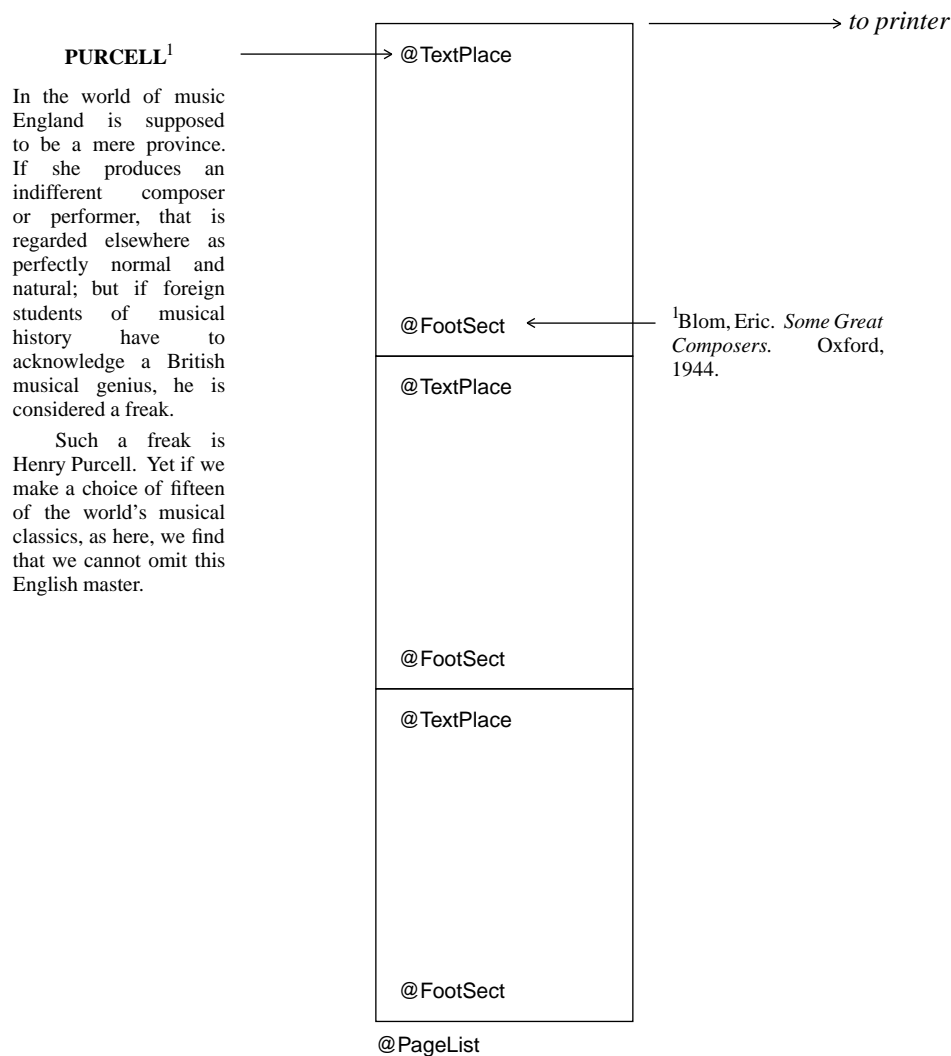 to printer
PURCELL1
@TextPlace
In the world of music
England is supposed
to be a mere province.
If she produces an
indifferent composer
or performer, that is
regarded elsewhere as
perfectly normal and
natural; but if foreign
students of musical
history have to
acknowledge a British
musical genius, he is
considered a freak.
Such a freak is
Henry Purcell. Yet if we
make a choice of fifteen
of the world's musical
classics, as here, we find
that we cannot omit this
English master.
@FootSect
1Blom, Eric. Some Great
Composers. Oxford,
1944.
@TextPlace
@FootSect
@TextPlace
@FootSect
@PageList